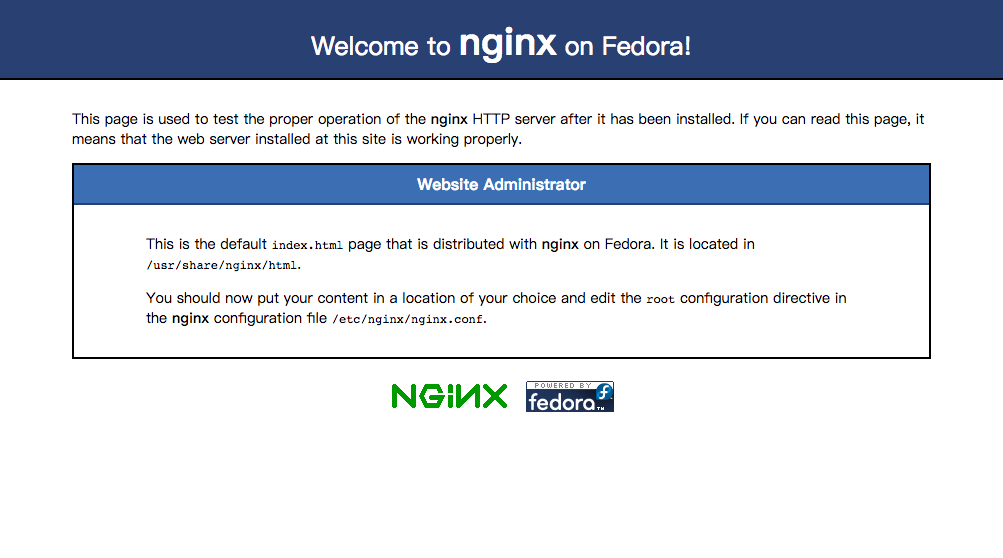 Welcome to nginx on Fedora!
This page is used to test the proper operation of the nginx HTTP server after it has been installed. If you can read this page, it
means that the web server installed at this site is working properly.
Website Administrator
This is the default index.html page that is distributed with nginx on Fedora. It is located in
/usr/share/nginx/html.
You should now put your content in a location of your choice and edit the root configuration directive in
the nginx configuration file /etc/nginx/nginx.conf.
NGINX
POWERED BY
fedora™